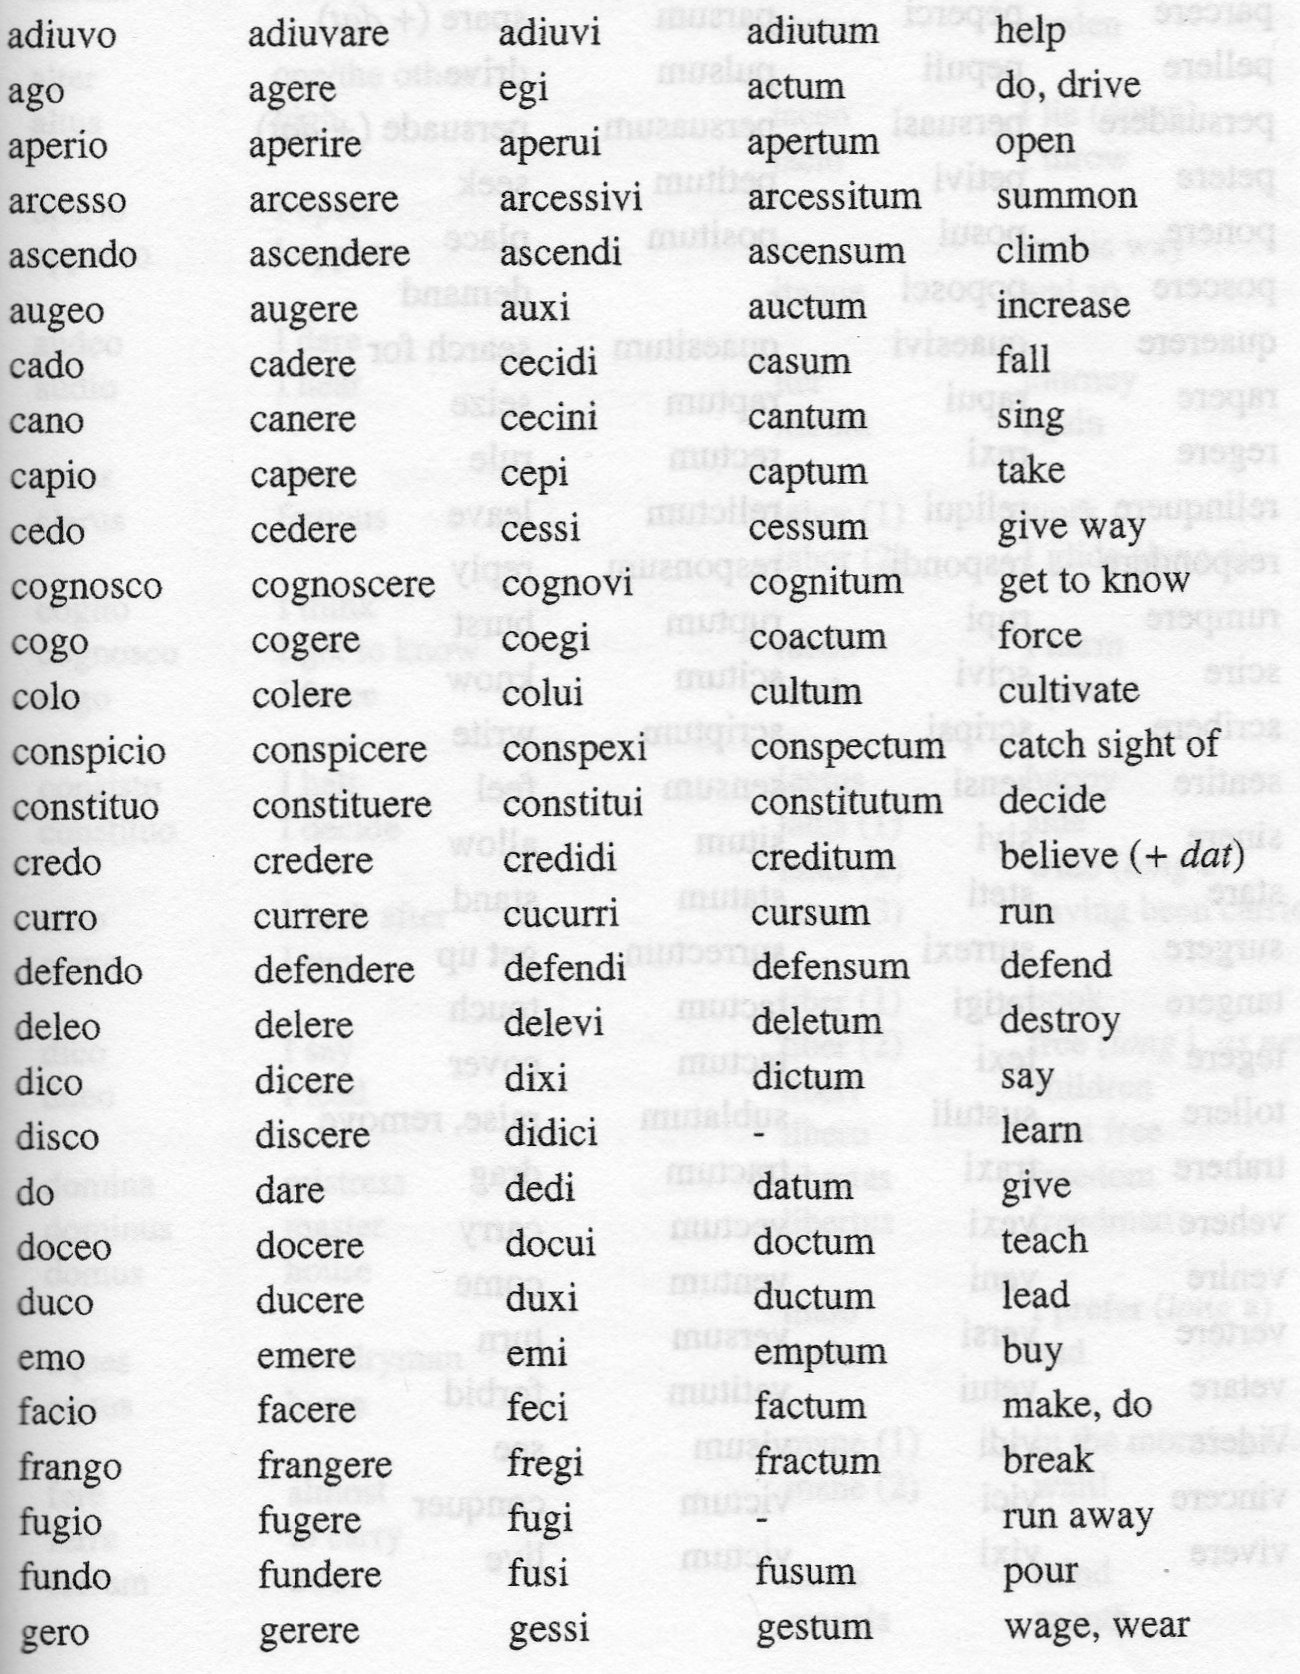 adiuvo adiuvare adiuvi adiutum help
ago agere egi actum do, drive
aperio aperire aperui apertum open
arcesso arcessere arcessivi arcessitum summon
ascendo ascendere ascendi ascensum climb
augeo augere auxi auctum increase
cado cadere cecidi casum fall
cano canere cecini cantum sing
capio capere cepi captum take
cedo cedere cessi cessum give way
cognosco cognoscere cognovi cognitum get to know
cogo cogere coegi coactum force
colo colere colui cultum cultivate
conspicio conspicere conspexi conspectum catch sight of
constituo constituere constitui constitutum decide
credo credere credidi creditum believe (+ dat)
curro currere cucurri cursum run
defendo defendere defendi defensum defend
deleo delere delevi deletum destroy
dico dicere dixi dictum say
disco discere didici - learn
do dare dedi datum give
doceo docere docui doctum teach
duco ducere duxi ductum lead
emo emere emi emptum buy
facio facere feci factum make, do
frango frangere fregi fractum break
fugio fugere fugi - run away
fundo fundere fusi fusum pour
gero gerere gessi gestum wage, wear